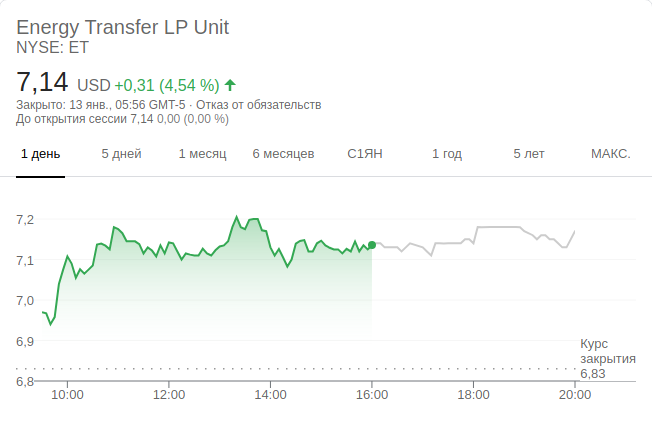 Energy Transfer LP Unit
NYSE: ET
7,14 USD +0,31 (4,54 %)
Закрыто: 13 янв., 05:56 GMT-5 · Отказ от обязательств
До открытия сессии 7,14 0,00 (0,00 %)
1 день 5 дней 1 месяц 6 месяцев С1ЯН 1 год 5 лет МАКС.
7,2
7,1
7,0
6,9
6,8
Курс
закрытия
6,83
10:00 12:00 14:00 16:00 18:00 20:00